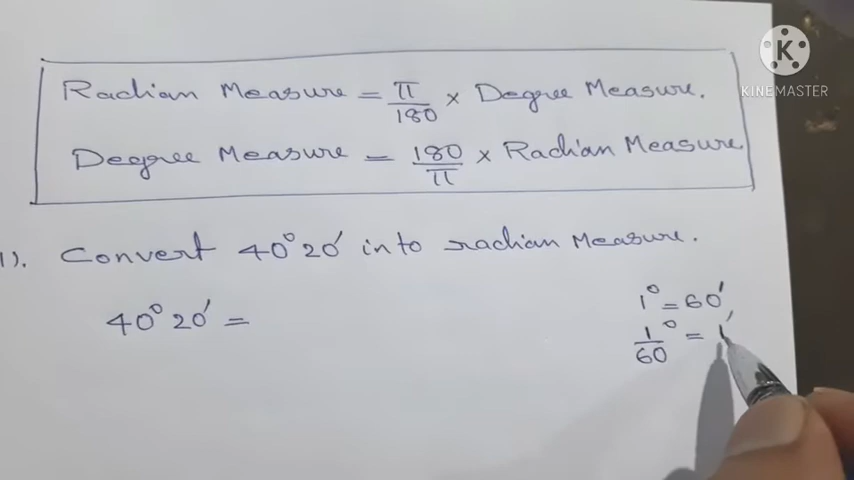 Radian Measure = π/180 × Degree Measure.
Degree Measure = 180/π × Radian Measure.
1). Convert 40° 20′ into radian Measure.
40° 20′ =
1° = 60′,
1/60° = 1′
KINEMASTER